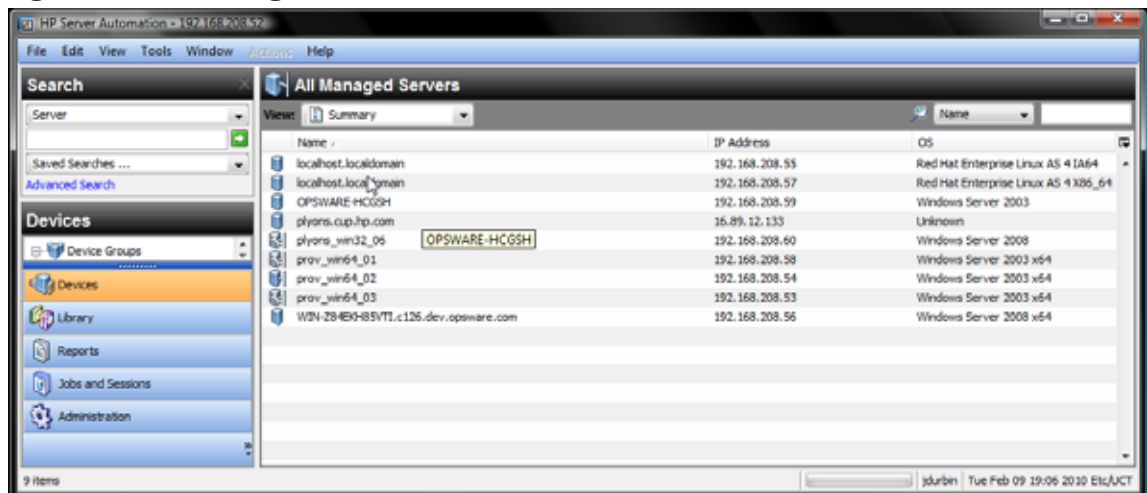 HP Server Automation - 192.168.208.52
File Edit View Tools Window Actions Help
Search
Server
Saved Searches ...
Advanced Search
Devices
Device Groups
Devices
Library
Reports
Jobs and Sessions
Administration
All Managed Servers
View: Summary Name
Name IP Address OS
localhost.localdomain 192.168.208.55 Red Hat Enterprise Linux AS 4 IA64
localhost.localdomain 192.168.208.57 Red Hat Enterprise Linux AS 4 X86_64
OPSWARE-HCGSH 192.168.208.59 Windows Server 2003
plyons.cup.hp.com 16.89.12.133 Unknown
plyons_win32_06 OPSWARE-HCGSH 192.168.208.60 Windows Server 2008
prov_win64_01 192.168.208.58 Windows Server 2003 x64
prov_win64_02 192.168.208.54 Windows Server 2003 x64
prov_win64_03 192.168.208.53 Windows Server 2003 x64
WIN-Z84EKH85VTI.c126.dev.opsware.com 192.168.208.56 Windows Server 2008 x64
9 items jdurbin Tue Feb 09 19:06 2010 Etc/UCT